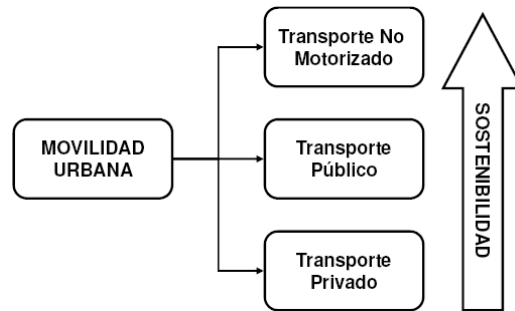 Transporte No
Motorizado
MOVILIDAD
URBANA
Transporte
Público
Transporte
Privado
SOSTENIBILIDAD